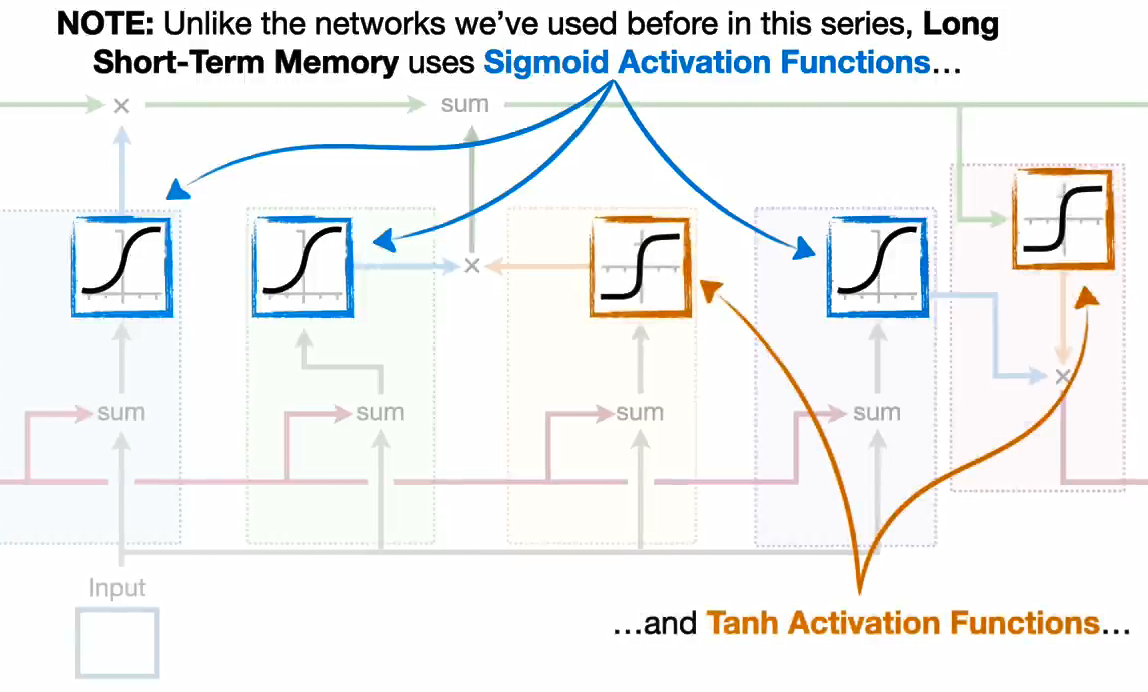 NOTE: Unlike the networks we’ve used before in this series, Long
Short-Term Memory uses Sigmoid Activation Functions…
× sum
×
×
sum sum sum sum
Input
…and Tanh Activation Functions…